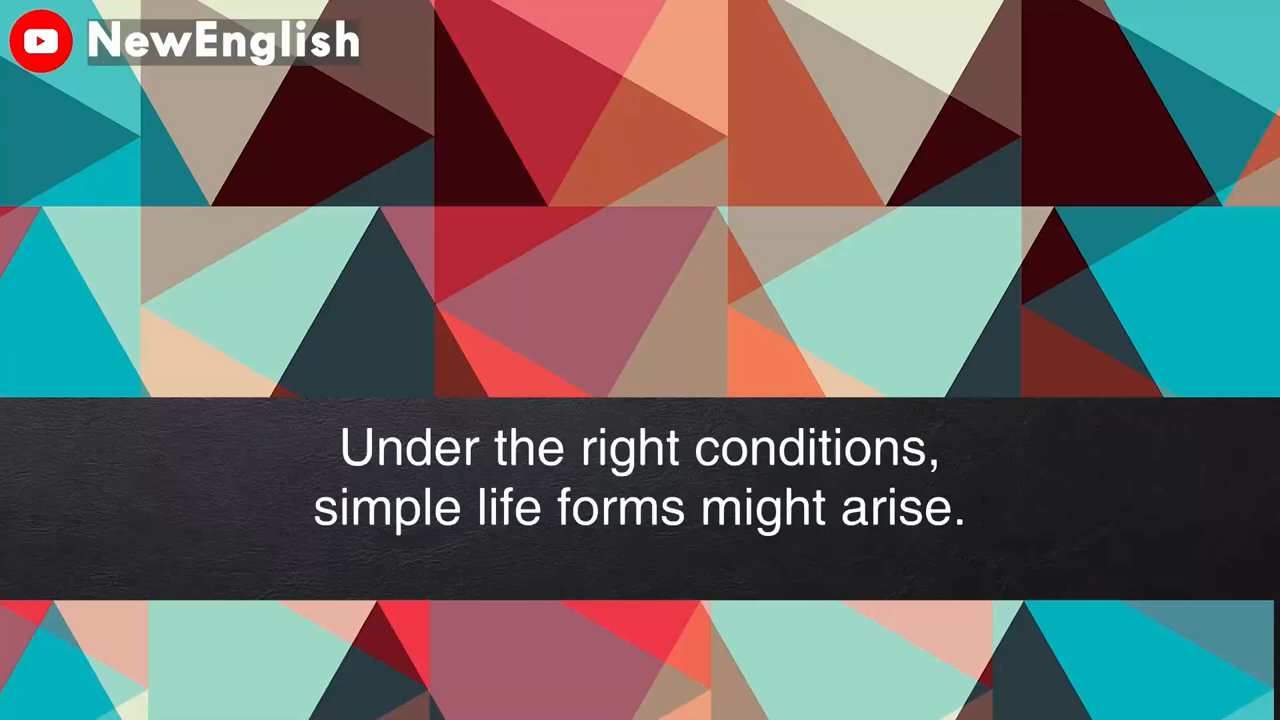 NewEnglish
Under the right conditions,
simple life forms might arise.